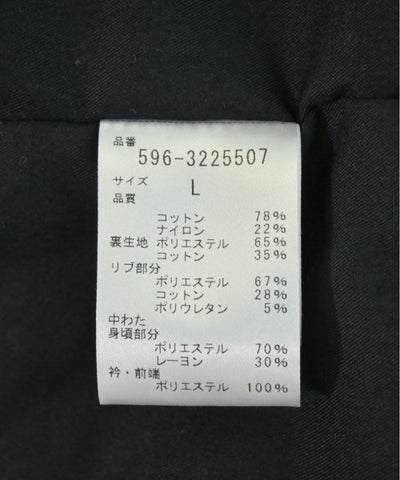 品番
596-3225507
サイズ L
品質
コットン 78%
ナイロン 22%
裏生地 ポリエステル 65%
コットン 35%
リブ部分
ポリエステル 67%
コットン 28%
ポリウレタン 5%
中わた
身頃部分
ポリエステル 70%
レーヨン 30%
衿・前端
ポリエステル 100%